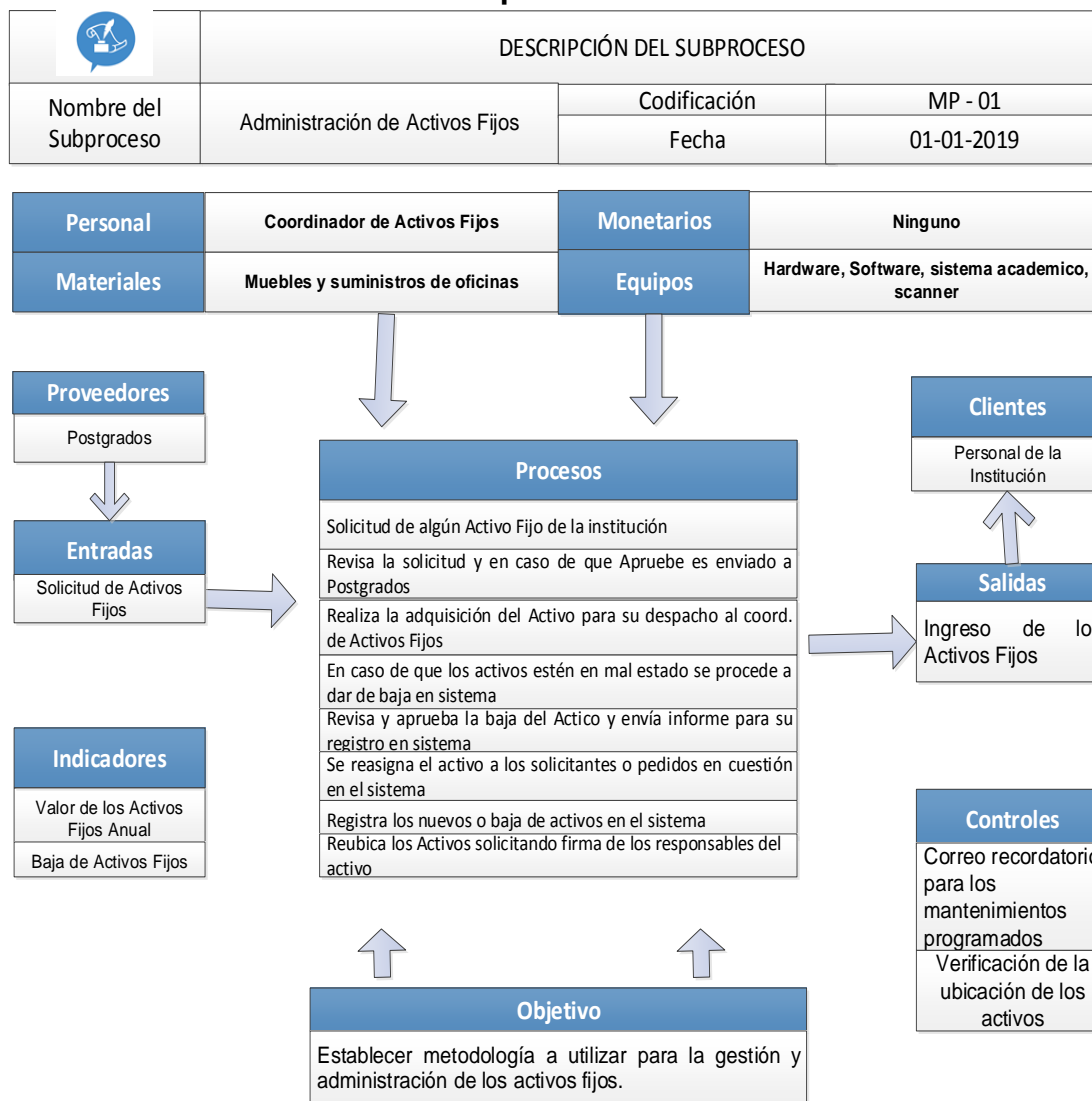 DESCRIPCIÓN DEL SUBPROCESO
Nombre del
Subproceso
Administración de Activos Fijos
Codificación
MP - 01
Fecha
01-01-2019
Personal
Coordinador de Activos Fijos
Monetarios
Ninguno
Materiales
Muebles y suministros de oficinas
Equipos
Hardware, Software, sistema academico,
scanner
Proveedores
Postgrados
Entradas
Solicitud de Activos
Fijos
Indicadores
Valor de los Activos
Fijos Anual
Baja de Activos Fijos
Procesos
Solicitud de algún Activo Fijo de la institución
Revisa la solicitud y en caso de que Apruebe es enviado a
Postgrados
Realiza la adquisición del Activo para su despacho al coord.
de Activos Fijos
En caso de que los activos estén en mal estado se procede a
dar de baja en sistema
Revisa y aprueba la baja del Actico y envía informe para su
registro en sistema
Se reasigna el activo a los solicitantes o pedidos en cuestión
en el sistema
Registra los nuevos o baja de activos en el sistema
Reubica los Activos solicitando firma de los responsables del
activo
Clientes
Personal de la
Institución
Salidas
Ingreso de lo
Activos Fijos
Controles
Correo recordatorio
para los
mantenimientos
programados
Verificación de la
ubicación de los
activos
Objetivo
Establecer metodología a utilizar para la gestión y
administración de los activos fijos.